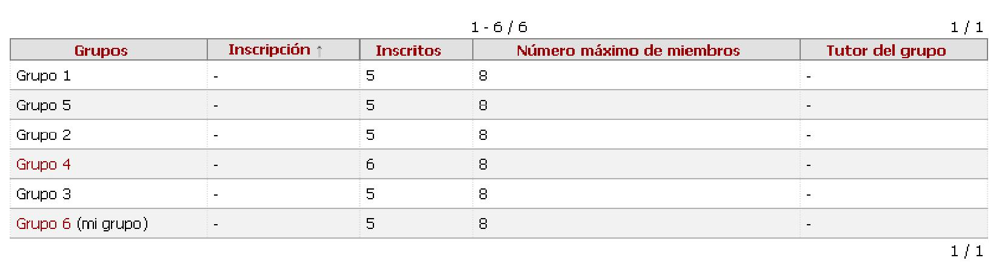 1 - 6 / 6 1 / 1
Grupos Inscripción ↑ Inscritos Número máximo de miembros Tutor del grupo
Grupo 1 - 5 8 -
Grupo 5 - 5 8 -
Grupo 2 - 5 8 -
Grupo 4 - 6 8 -
Grupo 3 - 5 8 -
Grupo 6 (mi grupo) - 5 8 -
1 / 1